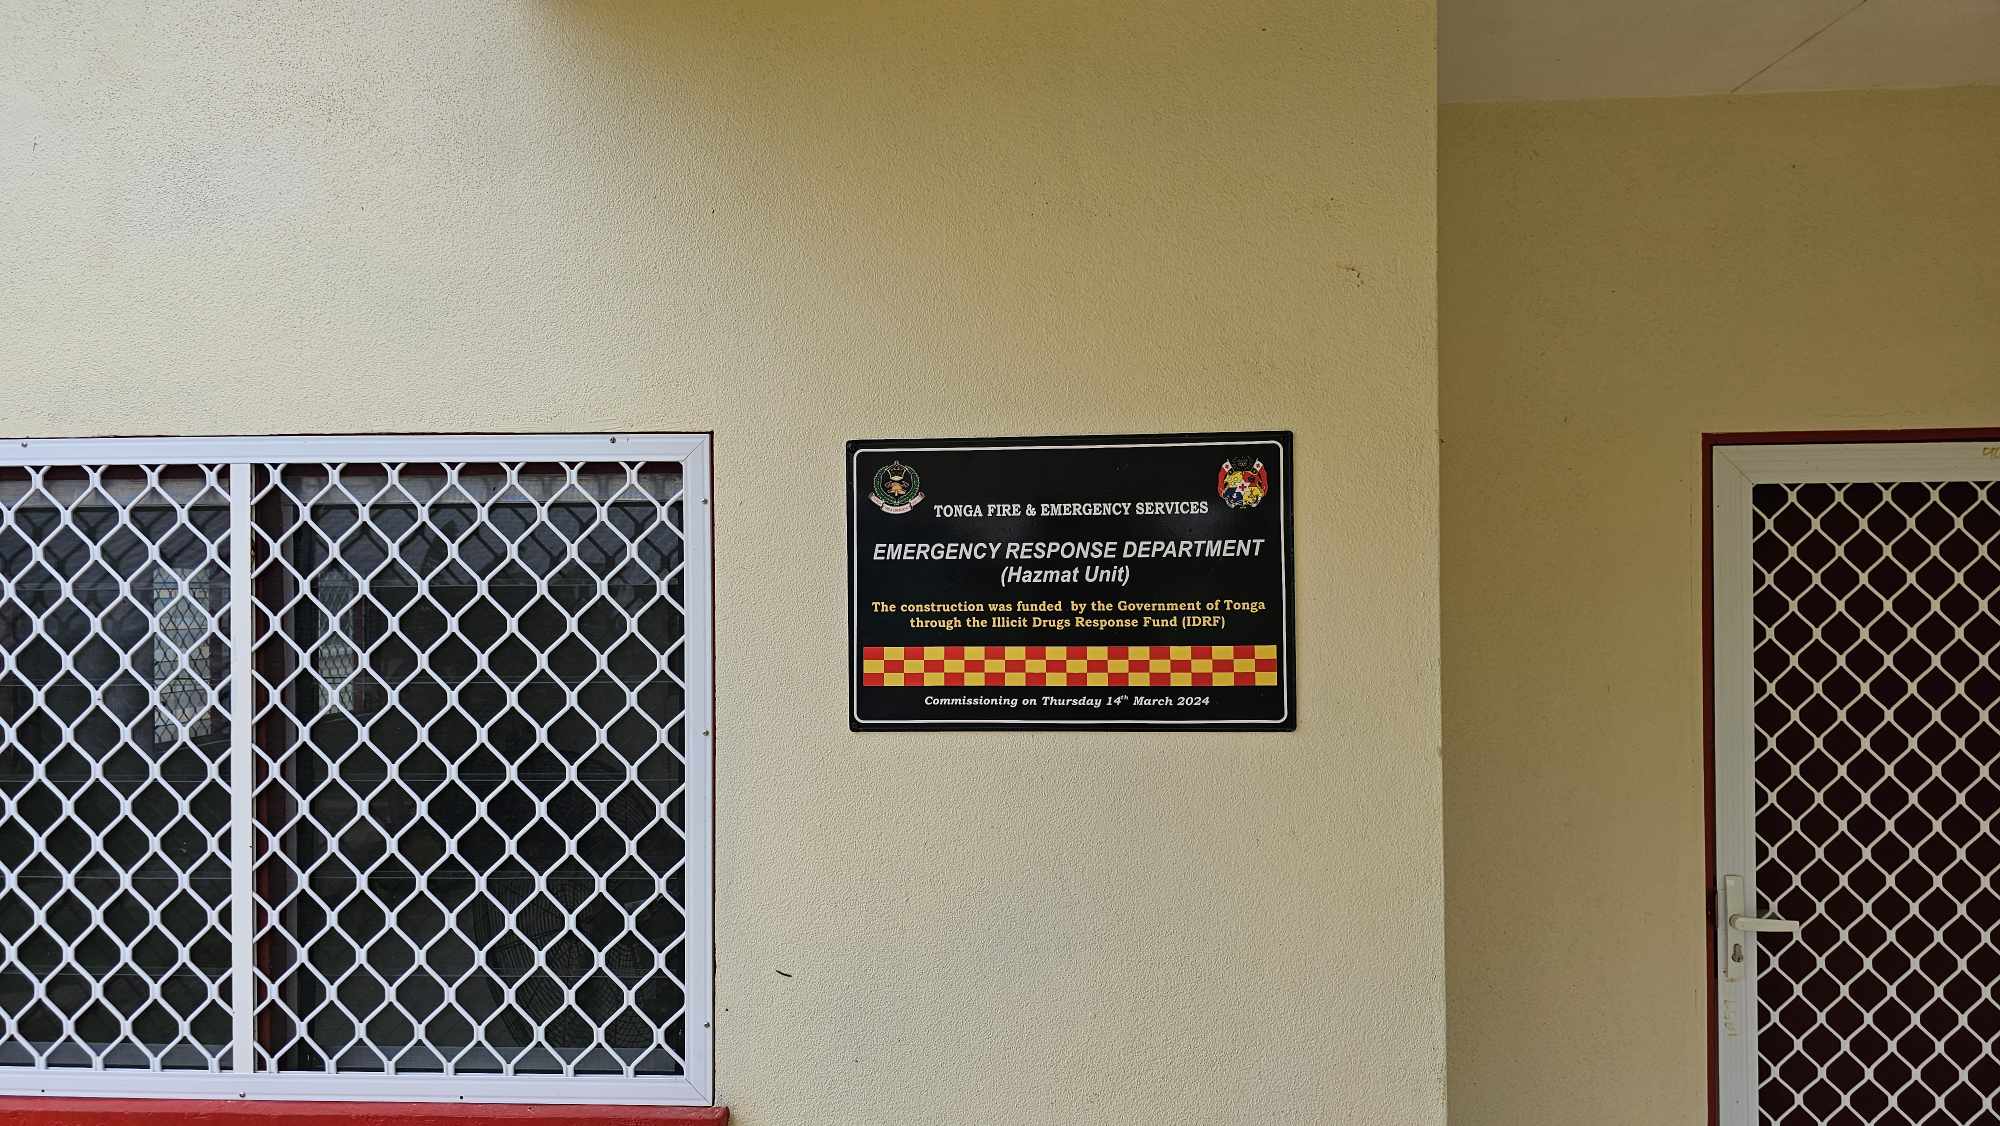 TONGA FIRE & EMERGENCY SERVICES
EMERGENCY RESPONSE DEPARTMENT
(Hazmat Unit)
The construction was funded by the Government of Tonga
through the Illicit Drugs Response Fund (IDRF)
Commissioning on Thursday 14th March 2024